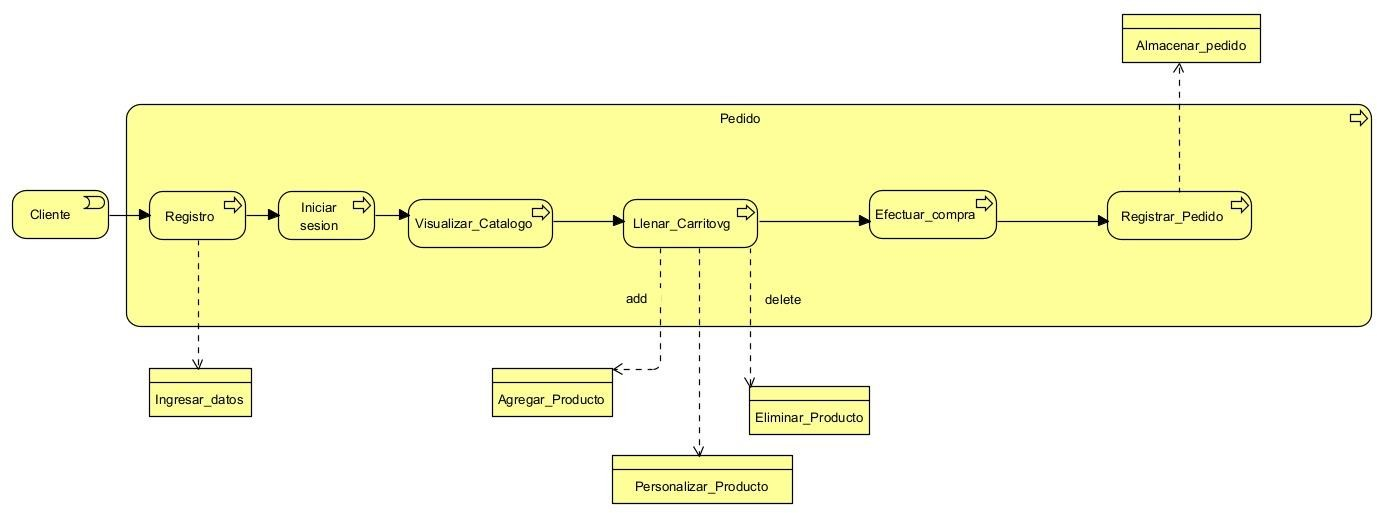 Almacenar_pedido
Pedido
Cliente
Registro
Iniciar
sesion
Visualizar_Catalogo
Llenar_Carritovg
Efectuar_compra
Registrar_Pedido
add
delete
Ingresar_datos
Agregar_Producto
Eliminar_Producto
Personalizar_Producto